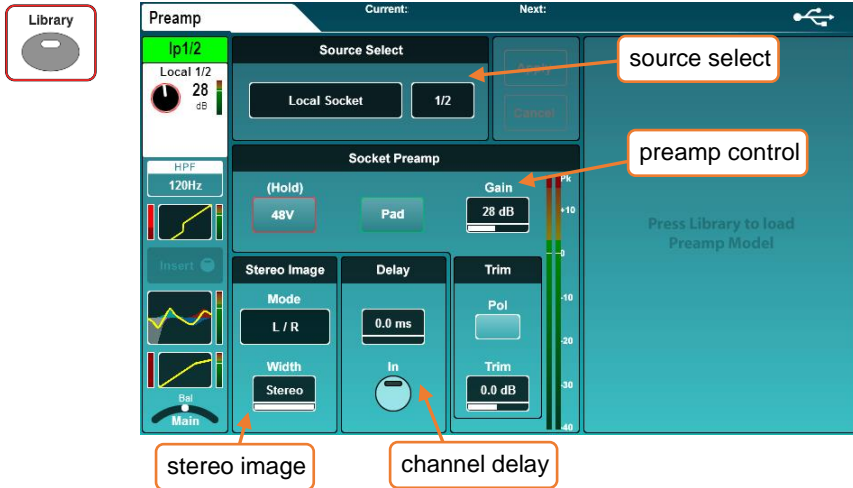 Library
Preamp
Current:
Next:
Ip1/2
Local 1/2
28
dB
HPF
120Hz
Insert
Bal
Main
Source Select
Local Socket
1/2
Apply
Cancel
source select
Socket Preamp
(Hold)
48V
Pad
Gain
28 dB
preamp control
Pk
+10
0
-10
-20
-30
-40
Press Library to load
Preamp Model
Stereo Image
Mode
L / R
Width
Stereo
Delay
0.0 ms
In
Trim
Pol
Trim
0.0 dB
stereo image
channel delay